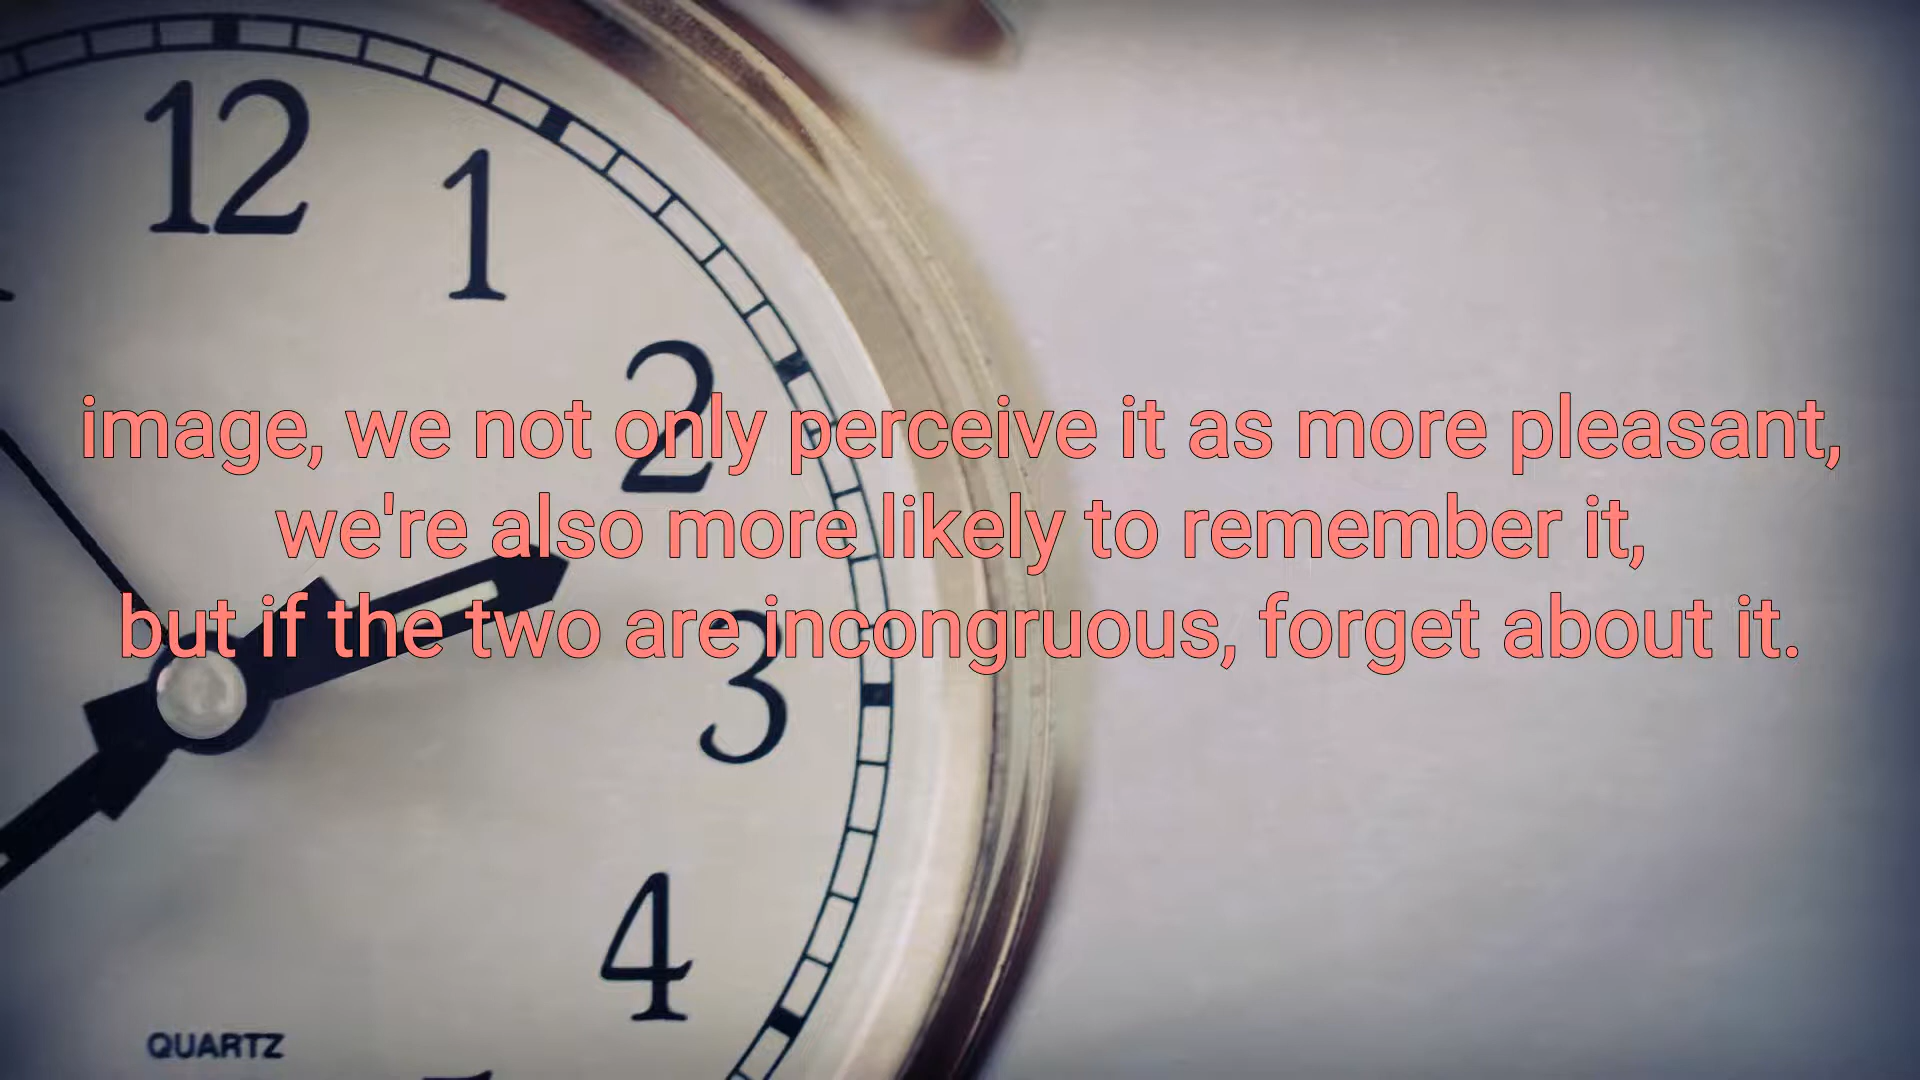 12
1
2
image, we not only perceive it as more pleasant,
we're also more likely to remember it,
but if the two are incongruous, forget about it.
3
4
QUARTZ